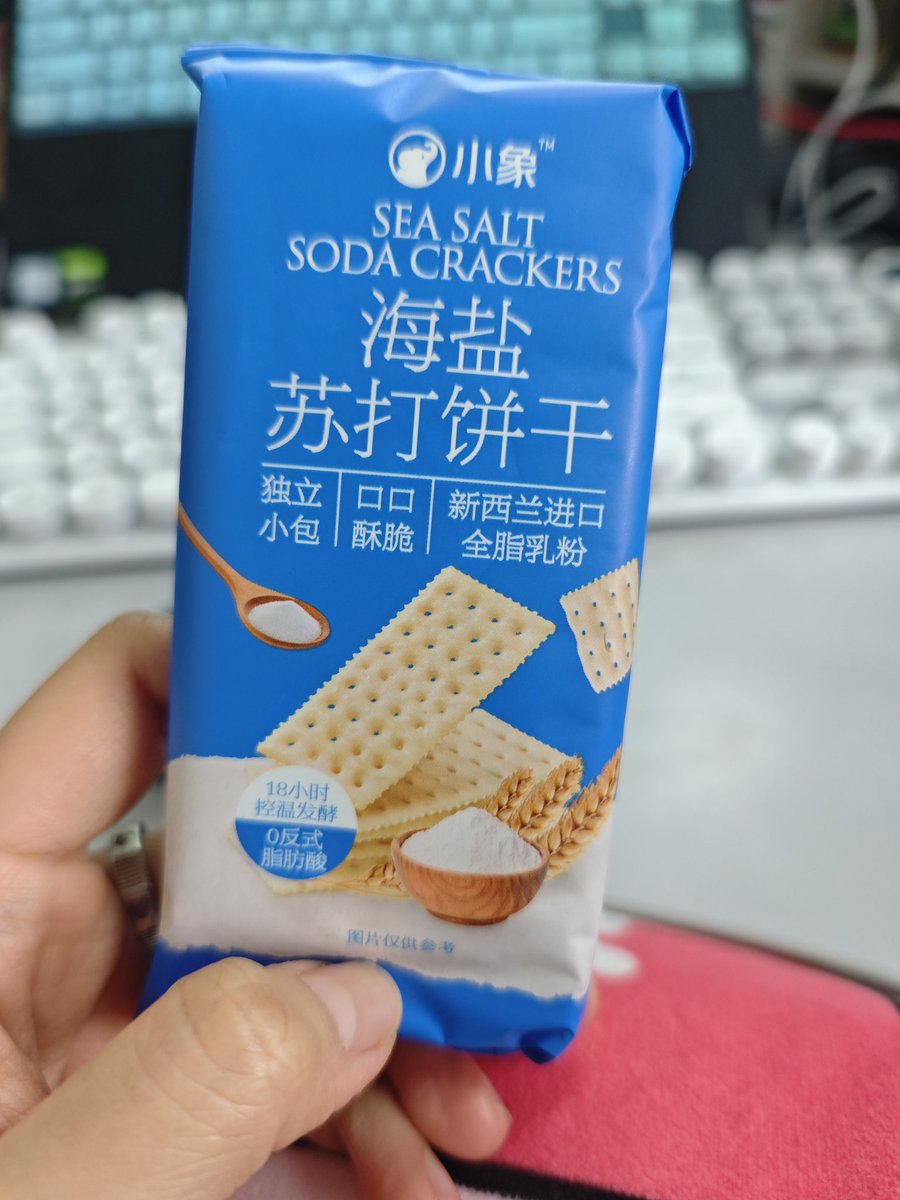 小象™
SEA SALT
SODA CRACKERS
海盐
苏打饼干
独立
小包
口口
酥脆
新西兰进口
全脂乳粉
18小时
控温发酵
0反式
脂肪酸
图片仅供参考